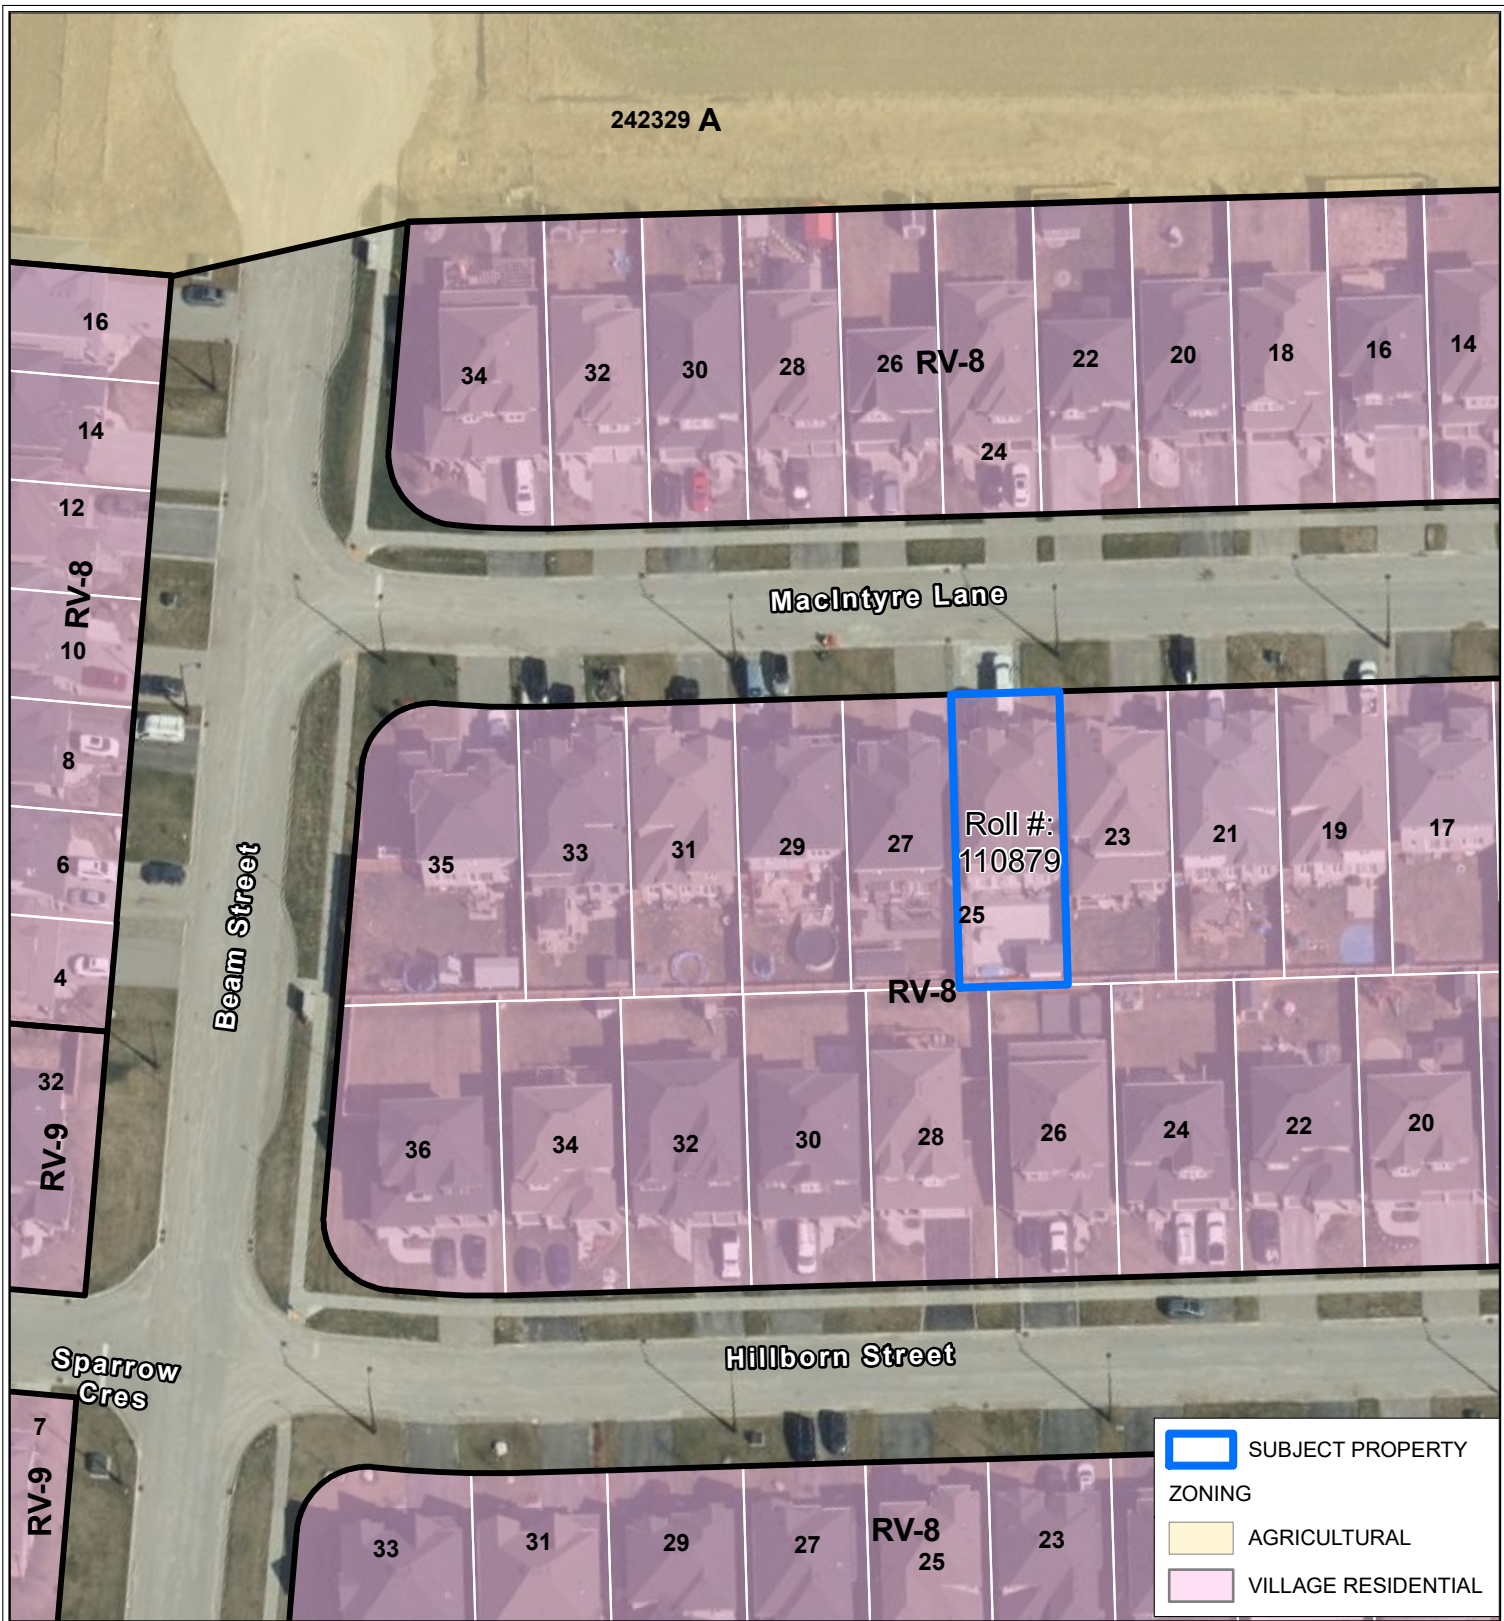 242329 A
16
14
12
RV-8
10
8
6
4
32
RV-9
7
RV-9
34
32
30
28
26
RV-8
24
22
20
18
16
14
MacIntyre Lane
Beam Street
35
33
31
29
27
Roll #:
110879
25
23
21
19
17
RV-8
36
34
32
30
28
26
24
22
20
Sparrow
Cres
Hillborn Street
33
31
29
27
RV-8
25
23
SUBJECT PROPERTY
ZONING
AGRICULTURAL
VILLAGE RESIDENTIAL